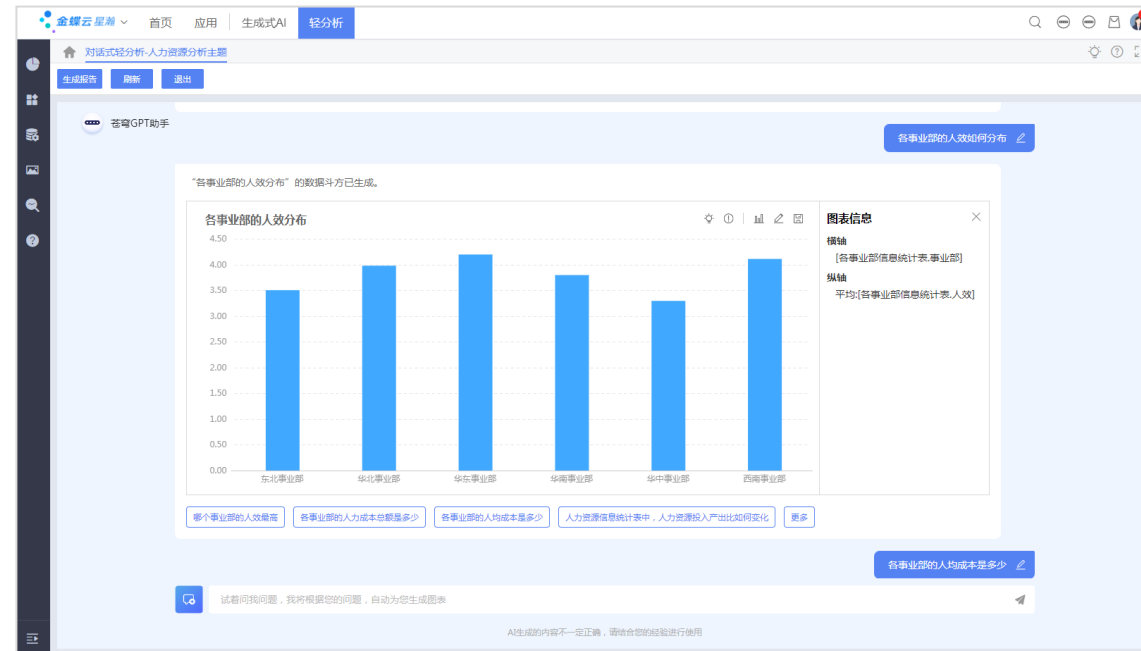 金蝶云 星瀚 首页 应用 生成式AI 轻分析
对话式轻分析-人力资源分析主题
生成报告 刷新 退出
苍穹GPT助手
各事业部的人效如何分布
“各事业部的人效分布”的数据斗方已生成。
各事业部的人效分布
图表信息
横轴
[各事业部信息统计表.事业部]
纵轴
平均:[各事业部信息统计表.人效]
4.50
4.00
3.50
3.00
2.50
2.00
1.50
1.00
0.50
0.00
东北事业部 华北事业部 华东事业部 华南事业部 华中事业部 西南事业部
哪个事业部的人效最高 各事业部的人力成本总额是多少 各事业部的人均成本是多少 人力资源信息统计表中，人力资源投入产出比如何变化 更多
各事业部的人均成本是多少
试着问我问题，我将根据您的问题，自动为您生成图表
AI生成的内容不一定正确，请结合您的经验进行使用